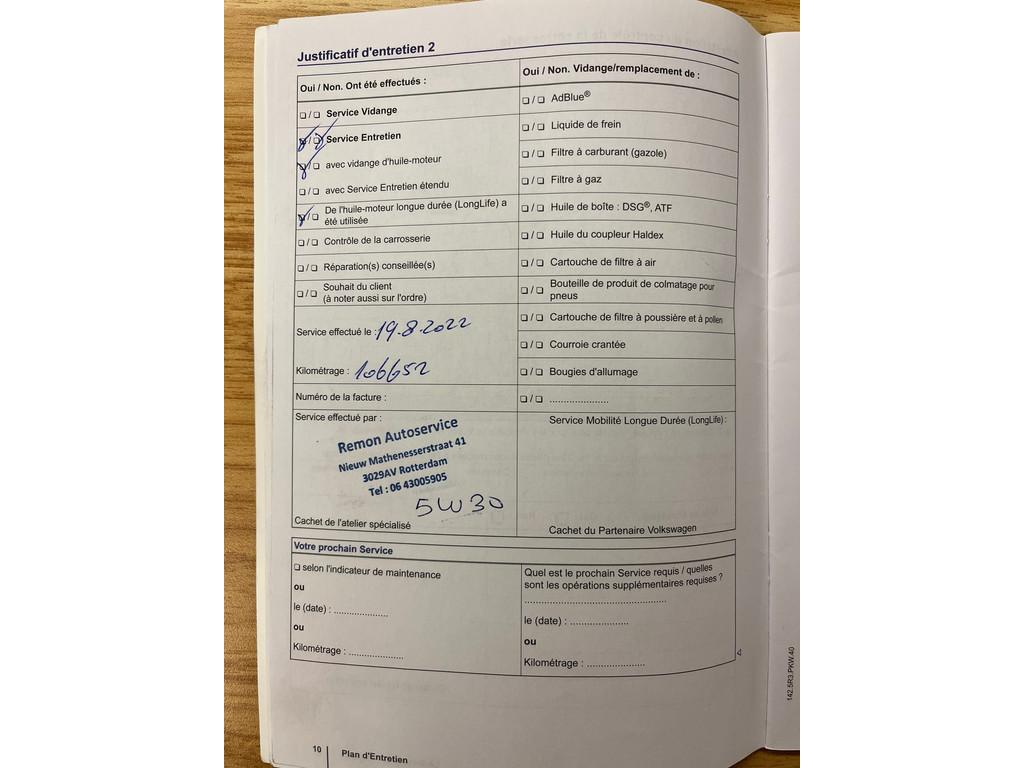 Justificatif d'entretien 2
Oui / Non. Ont été effectués :
❑ / ❑ Service Vidange
❑ / ❑ Service Entretien
❑ / ❑ avec vidange d'huile-moteur
❑ / ❑ avec Service Entretien étendu
❑ / ❑ De l'huile-moteur longue durée (LongLife) a
été utilisée
❑ / ❑ Contrôle de la carrosserie
❑ / ❑ Réparation(s) conseillée(s)
❑ / ❑ Souhait du client
(à noter aussi sur l'ordre)
Service effectué le : 19.8.2022
Kilométrage : 106652
Numéro de la facture :
Service effectué par :
Remon Autoservice
Nieuw Mathenesserstraat 41
3029AV Rotterdam
Tel : 06 43005905
5W30
Cachet de l'atelier spécialisé
Oui / Non. Vidange/remplacement de :
❑ / ❑ AdBlue®
❑ / ❑ Liquide de frein
❑ / ❑ Filtre à carburant (gazole)
❑ / ❑ Filtre à gaz
❑ / ❑ Huile de boîte : DSG®, ATF
❑ / ❑ Huile du coupleur Haldex
❑ / ❑ Cartouche de filtre à air
❑ / ❑ Bouteille de produit de colmatage pour
pneus
❑ / ❑ Cartouche de filtre à poussière et à pollen
❑ / ❑ Courroie crantée
❑ / ❑ Bougies d'allumage
❑ / ❑ ......................
Service Mobilité Longue Durée (LongLife) :
Cachet du Partenaire Volkswagen
Votre prochain Service
❑ selon l'indicateur de maintenance
ou
le (date) : ....................
ou
Kilométrage : ....................
Quel est le prochain Service requis / quelles
sont les opérations supplémentaires requises ?
.....................................................
le (date) : ......................
ou
Kilométrage : ......................
142.5R3.PKW.40
10 Plan d'Entretien